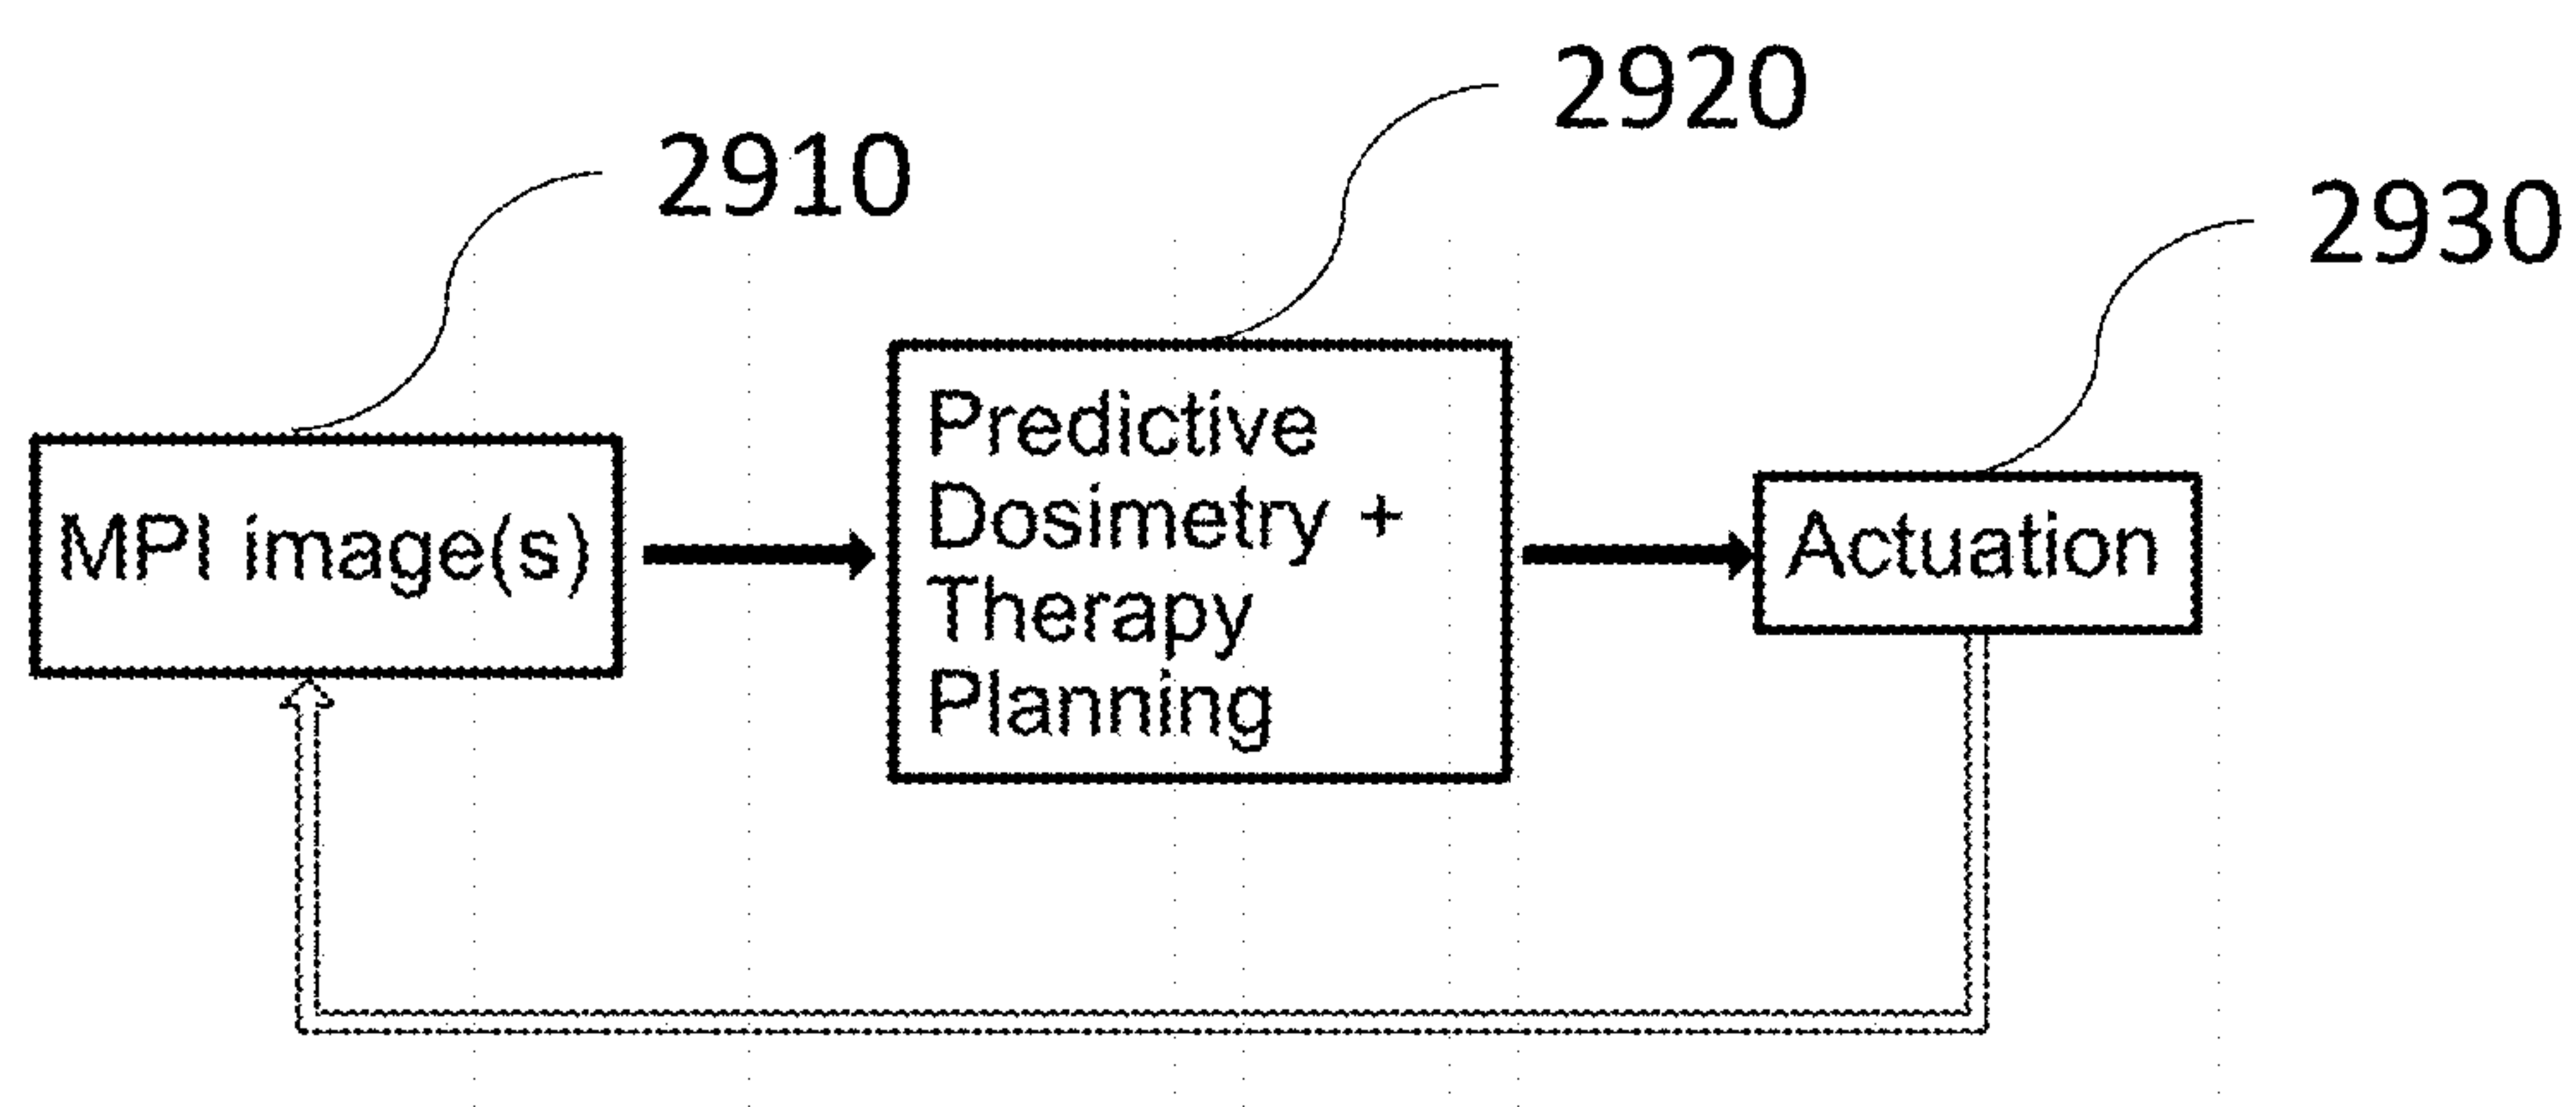 2910
2920
2930
MPI image(s)
Predictive
Dosimetry +
Therapy
Planning
Actuation